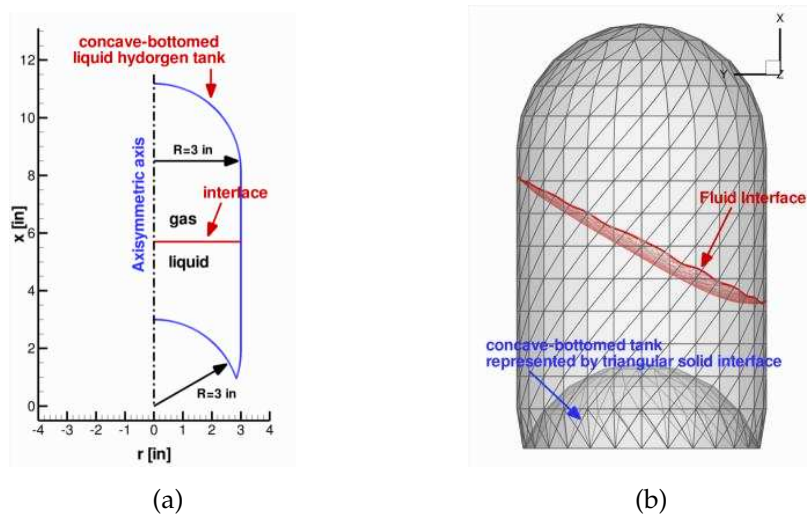 concave-bottomed
liquid hydorgen tank
12
10
8
6
4
2
0
x [in]
Axisymmetric axis
R=3 in
interface
gas
liquid
R=3 in
-4 -3 -2 -1 0 1 2 3 4
r [in]
(a)
X
Y
Z
Fluid Interface
concave-bottomed tank
represented by triangular solid interface
(b)